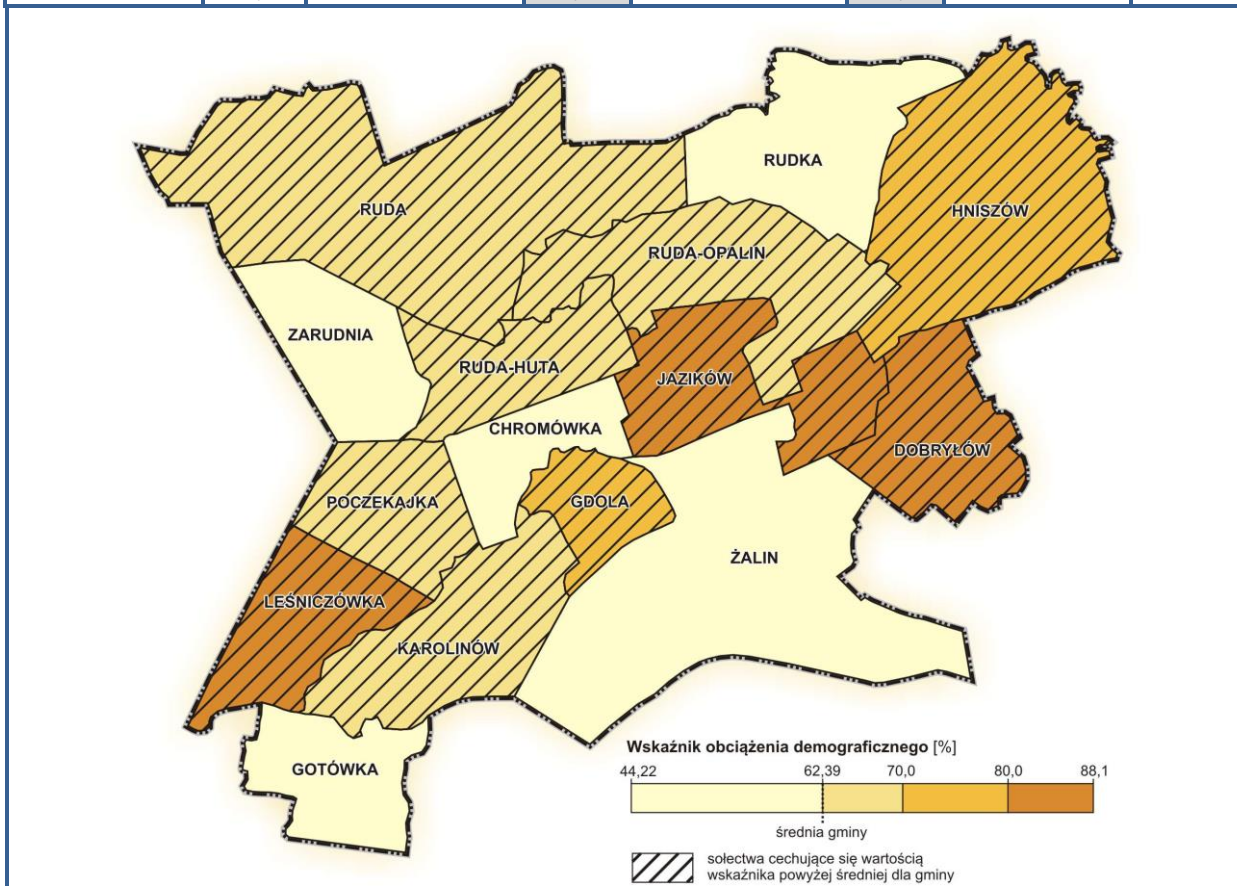 RUDKA
RUDA
HNISZÓW
RUDA-OPALIN
ZARUDNIA
RUDA-HUTA
JAZIKÓW
CHROMÓWKA
DOBRYŁÓW
POCZEKAJKA
GDOLA
ŻALIN
LEŚNICZÓWKA
KAROLINÓW
GOTÓWKA
Wskaźnik obciążenia demograficznego [%]
44,22 62,39 70,0 80,0 88,1
średnia gminy
sołectwa cechujące się wartością
wskaźnika powyżej średniej dla gminy